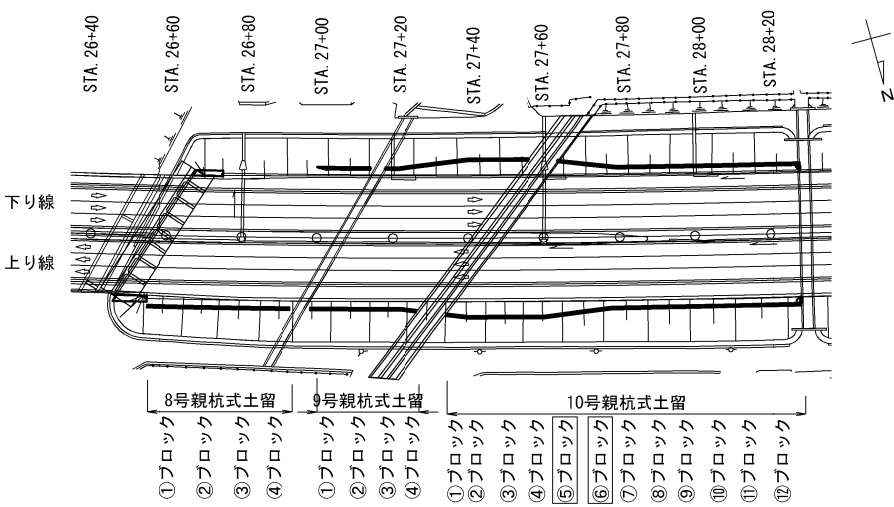 STA. 26+40
STA. 26+60
STA. 26+80
STA. 27+00
STA. 27+20
STA. 27+40
STA. 27+60
STA. 27+80
STA. 28+00
STA. 28+20
N
下り線
上り線
8号親杭式土留
9号親杭式土留
10号親杭式土留
①ブロック
②ブロック
③ブロック
④ブロック
①ブロック
②ブロック
③ブロック
④ブロック
①ブロック
②ブロック
③ブロック
④ブロック
⑤ブロック
⑥ブロック
⑦ブロック
⑧ブロック
⑨ブロック
⑩ブロック
⑪ブロック
⑫ブロック